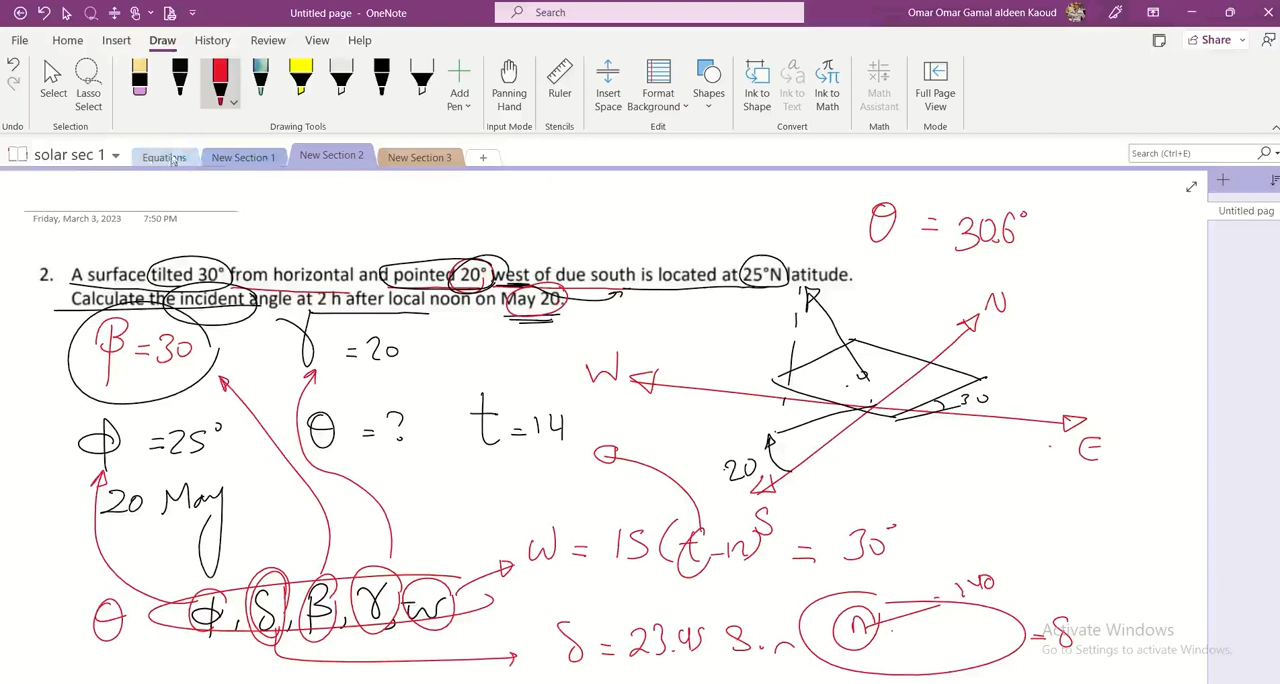 Untitled page - OneNote
Search
Omar Omar Gamal aldeen Kaoud
File Home Insert Draw History Review View Help
Share
Select
Lasso Select
Add Pen
Panning Hand
Ruler
Insert Space
Format Background
Shapes
Ink to Shape
Ink to Text
Ink to Math
Math Assistant
Full Page View
Undo
Selection
Drawing Tools
Input Mode
Stencils
Edit
Convert
Math
Mode
solar sec 1
Equations
New Section 1
New Section 2
New Section 3
Search (Ctrl+E)
Untitled pag
Friday, March 3, 2023 7:50 PM
θ = 30.6°
2. A surface tilted 30° from horizontal and pointed 20° west of due south is located at 25°N latitude.
Calculate the incident angle at 2 h after local noon on May 20.
β = 30
γ = 20
W
N
30
ϕ = 25°
θ = ?
t = 14
E
20
S
20 May
W = 15 (t-12) = 30°
θ ϕ, δ, β, γ, w
140
δ = 23.45 Sin n = δ
Activate Windows
Go to Settings to activate Windows.